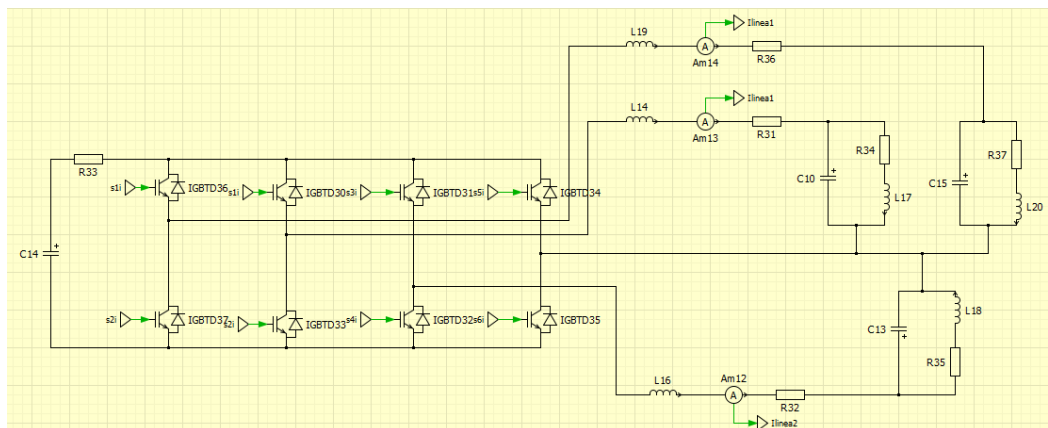 L19
Ilinea1
A
Am14
R36
L14
Ilinea1
A
Am13
R31
R33
s1i
IGBTD36
s1i
IGBTD30
s3i
IGBTD31
s5i
IGBTD34
C10
R34
L17
C15
R37
L20
C14
s2i
IGBTD37
s2i
IGBTD33
s4i
IGBTD32
s6i
IGBTD35
C13
L18
R35
L16
Am12
A
R32
Ilinea2